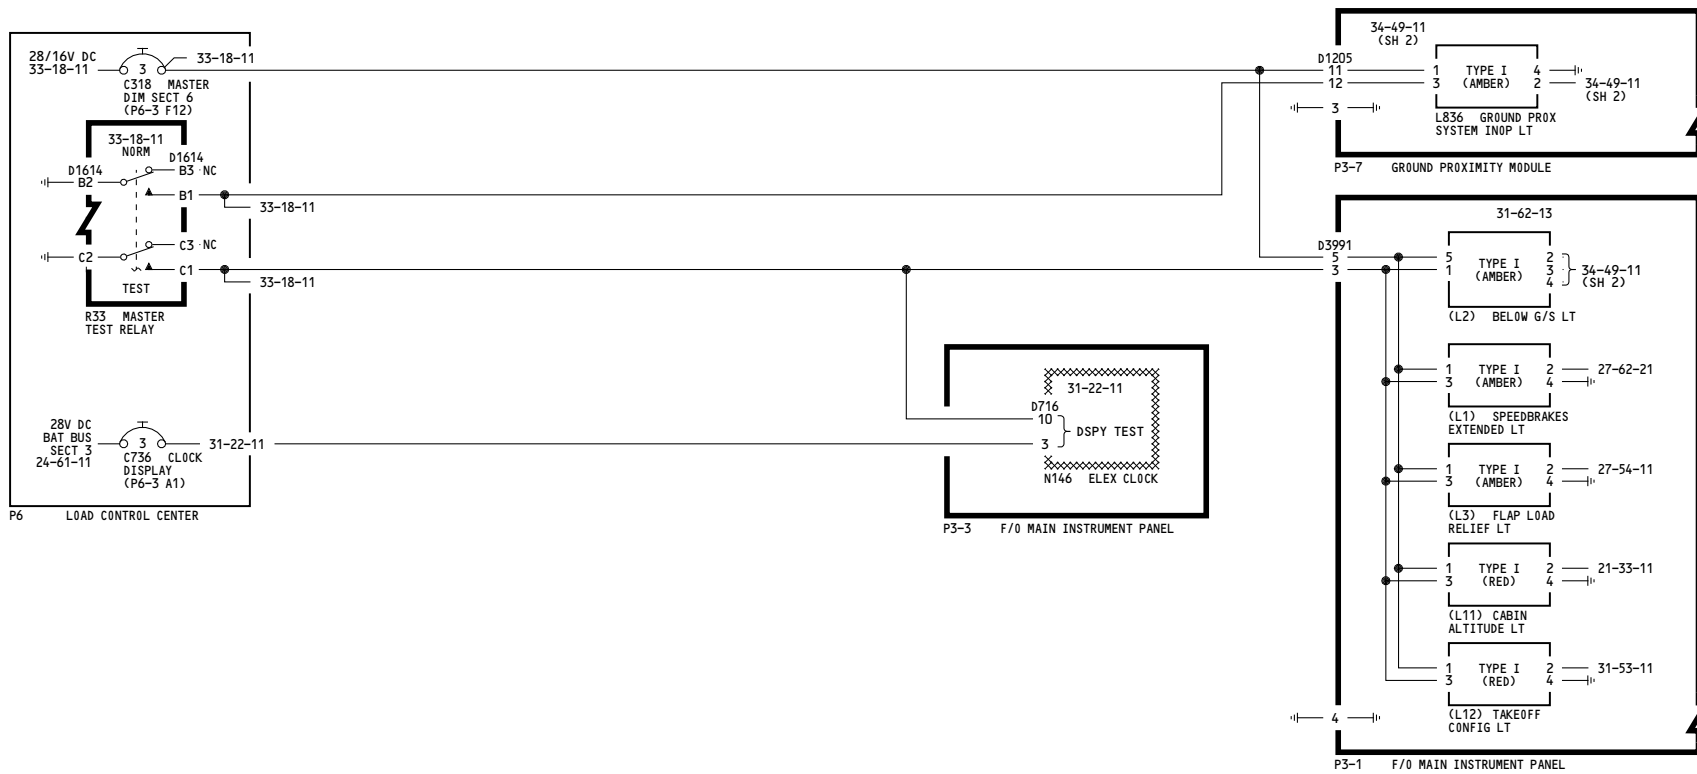 28/16V DC
33-18-11
3
33-18-11
C318 MASTER
DIM SECT 6
(P6-3 F12)
33-18-11
NORM
D1614
D1614
B3 NC
B2
B1
33-18-11
C3 NC
C2
C1
33-18-11
TEST
R33 MASTER
TEST RELAY
28V DC
BAT BUS
SECT 3
24-61-11
3
31-22-11
C736 CLOCK
DISPLAY
(P6-3 A1)
P6 LOAD CONTROL CENTER
31-22-11
D716
10
DSPY TEST
3
N146 ELEX CLOCK
P3-3 F/O MAIN INSTRUMENT PANEL
34-49-11
(SH 2)
D1205
11
12
3
1 TYPE I 4
3 (AMBER) 2
34-49-11
(SH 2)
L836 GROUND PROX
SYSTEM INOP LT
P3-7 GROUND PROXIMITY MODULE
31-62-13
D3991
5
3
5 TYPE I 2
1 (AMBER) 3
4
34-49-11
(SH 2)
(L2) BELOW G/S LT
1 TYPE I 2 27-62-21
3 (AMBER) 4
(L1) SPEEDBRAKES
EXTENDED LT
1 TYPE I 2 27-54-11
3 (AMBER) 4
(L3) FLAP LOAD
RELIEF LT
1 TYPE I 2 21-33-11
3 (RED) 4
(L11) CABIN
ALTITUDE LT
1 TYPE I 2 31-53-11
3 (RED) 4
(L12) TAKEOFF
CONFIG LT
4
P3-1 F/O MAIN INSTRUMENT PANEL